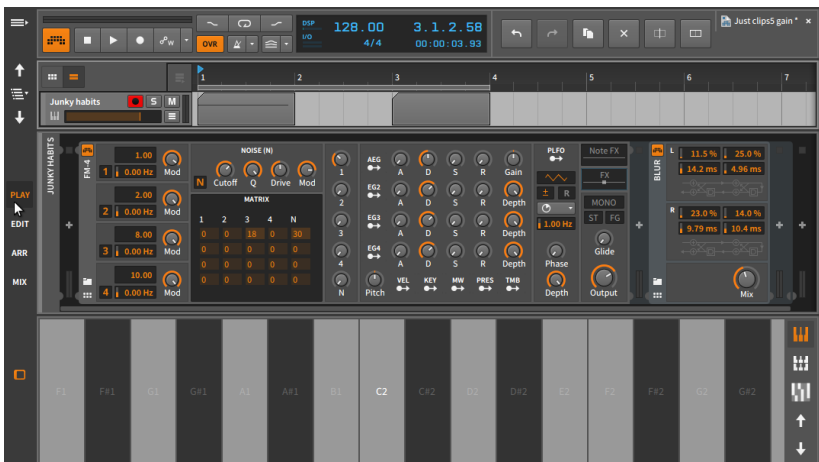 DSP 128.00 3.1.2.58
I/O 4/4 00:00:03.93
OVR
W
Just clips5 gain *
1 2 3 4 5 6 7
Junky habits S M
PLAY
EDIT
ARR
MIX
JUNKY HABITS
FM-4
1.00
1 0.00 Hz Mod
2.00
2 0.00 Hz Mod
8.00
3 0.00 Hz Mod
10.00
4 0.00 Hz Mod
NOISE (N)
N Cutoff Q Drive Mod
MATRIX
1 2 3 4 N
0 0 18 0 30
0 0 0 0 0
0 0 0 0 0
0 0 0 0 0
1
2
3
4
N
AEG A D S R Gain
EG2 A D S R Depth
EG3 A D S R Depth
EG4 A D S R Depth
Pitch VEL KEY MW PRES TMB
PLFO
± R
1.00 Hz
Phase
Depth
Note FX
FX
MONO
ST FG
Glide
Output
BLUR
L 11.5 % 25.0 %
14.2 ms 4.96 ms
R 23.0 % 14.0 %
9.79 ms 10.4 ms
Mix
F1 F#1 G1 G#1 A1 A#1 B1 C2 C#2 D2 D#2 E2 F2 F#2 G2 G#2